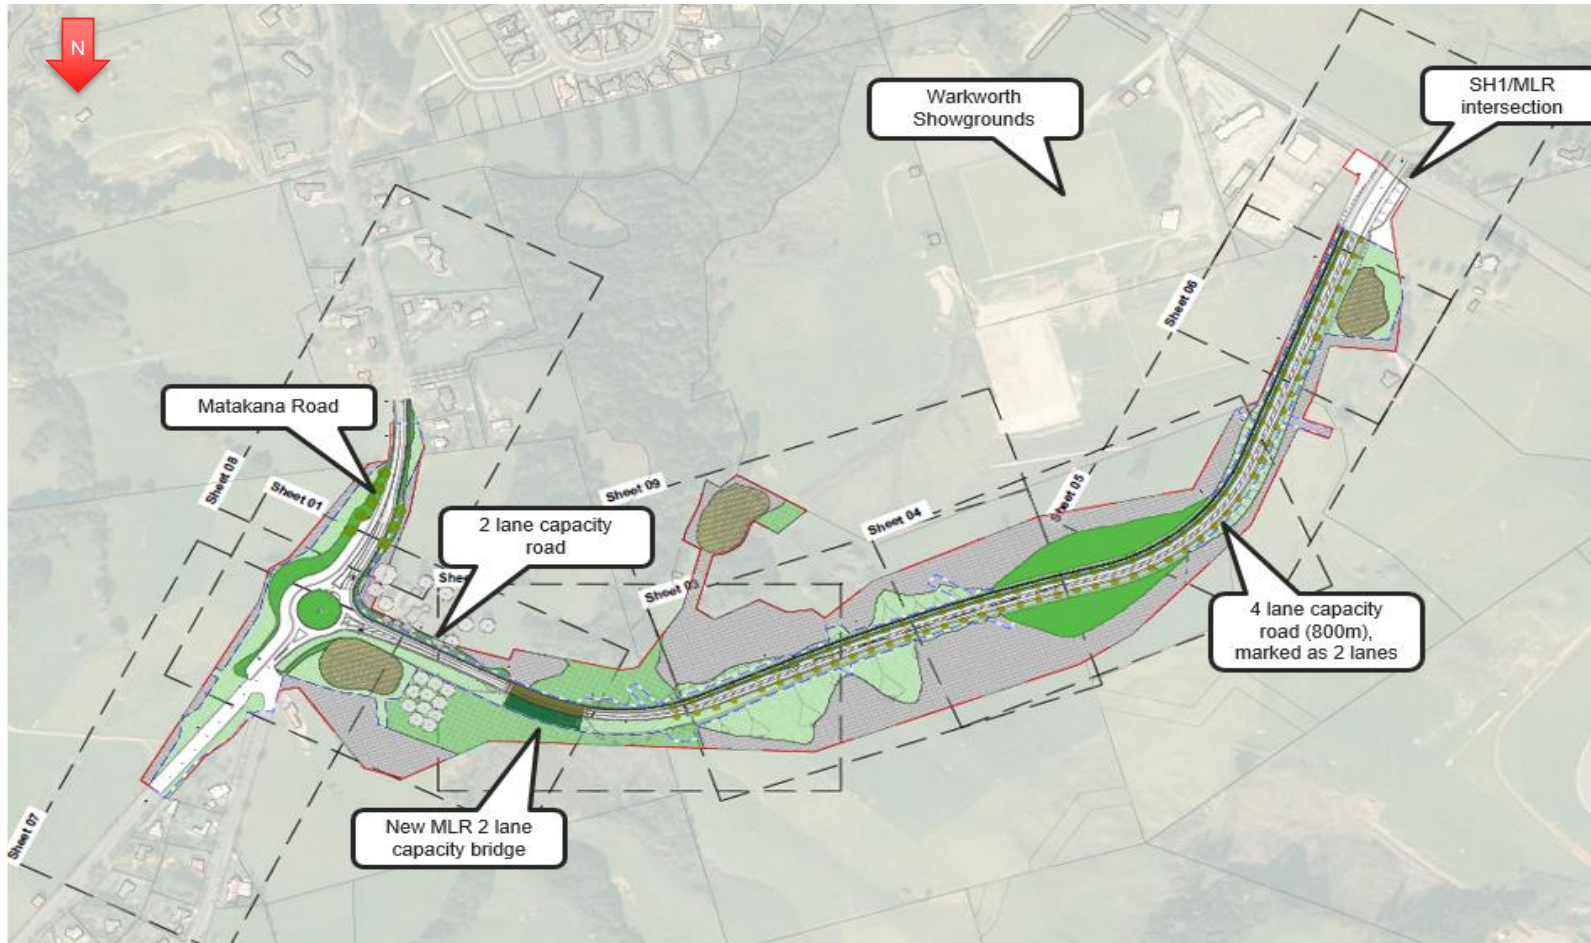 N
Warkworth
Showgrounds
SH1/MLR
intersection
Sheet 06
Matakana Road
Sheet 08
Sheet 01
Sheet 09
2 lane capacity
road
Sheet 05
Sheet 04
Sheet 03
4 lane capacity
road (800m),
marked as 2 lanes
New MLR 2 lane
capacity bridge
Sheet 07